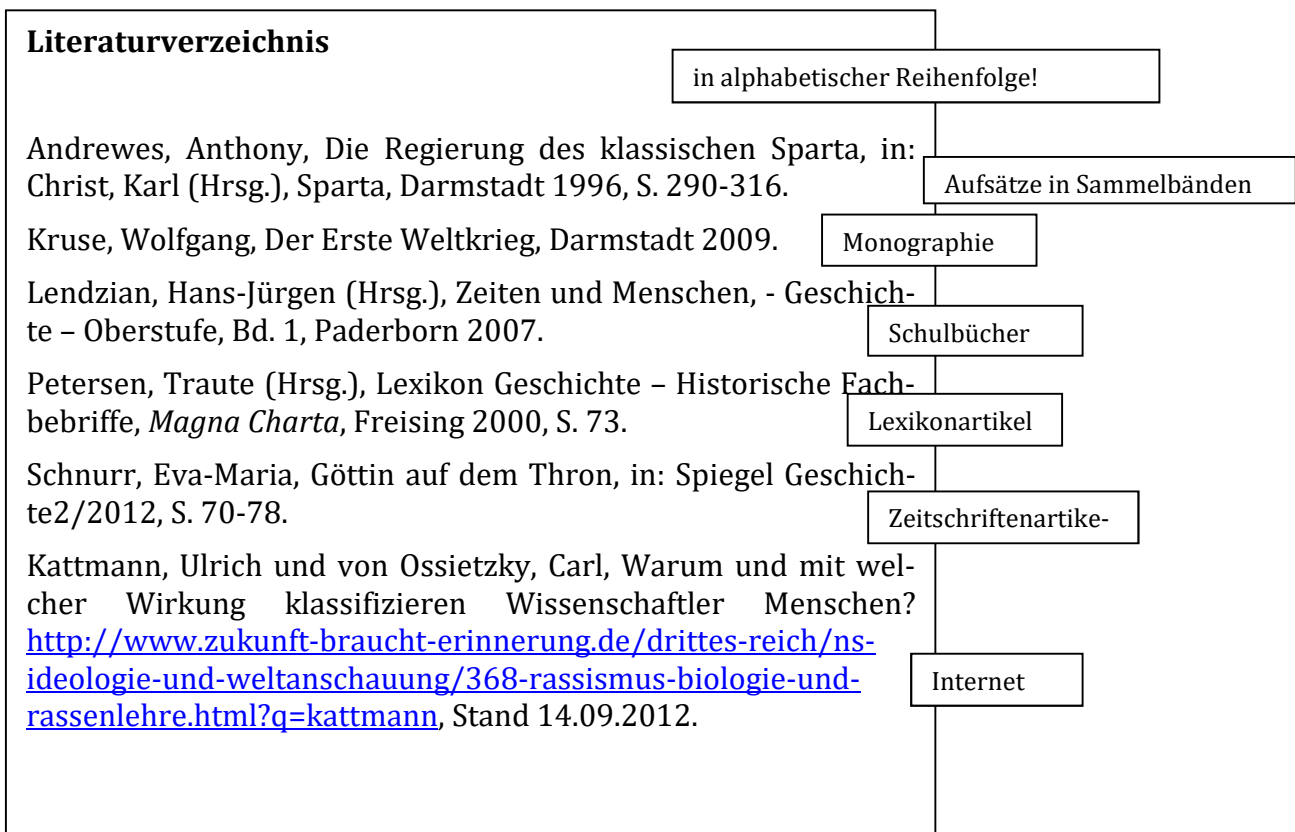 Literaturverzeichnis
in alphabetischer Reihenfolge!
Andrewes, Anthony, Die Regierung des klassischen Sparta, in:
Christ, Karl (Hrsg.), Sparta, Darmstadt 1996, S. 290-316.
Aufsätze in Sammelbänden
Kruse, Wolfgang, Der Erste Weltkrieg, Darmstadt 2009.
Monographie
Lendzian, Hans-Jürgen (Hrsg.), Zeiten und Menschen, - Geschich-
te – Oberstufe, Bd. 1, Paderborn 2007.
Schulbücher
Petersen, Traute (Hrsg.), Lexikon Geschichte – Historische Fach-
bebriffe, Magna Charta, Freising 2000, S. 73.
Lexikonartikel
Schnurr, Eva-Maria, Göttin auf dem Thron, in: Spiegel Geschich-
te2/2012, S. 70-78.
Zeitschriftenartike-
Kattmann, Ulrich und von Ossietzky, Carl, Warum und mit wel-
cher Wirkung klassifizieren Wissenschaftler Menschen?
http://www.zukunft-braucht-erinnerung.de/drittes-reich/ns-
ideologie-und-weltanschauung/368-rassismus-biologie-und-
rassenlehre.html?q=kattmann, Stand 14.09.2012.
Internet